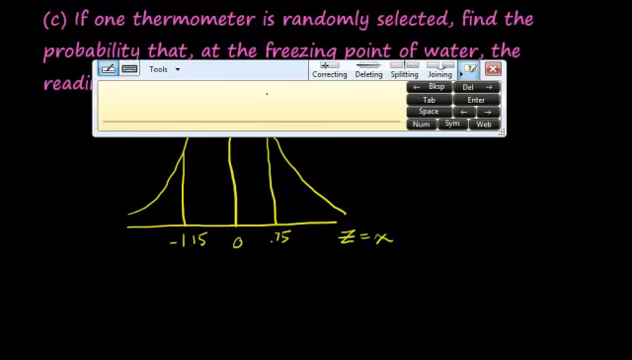 (c) If one thermometer is randomly selected, find the
probability that, at the freezing point of water, the
readi
Tools
Correcting Deleting Splitting Joining
← Bksp Del →
Tab Enter
Space ← →
Num Sym Web
-1.15 0 .75 Z = x